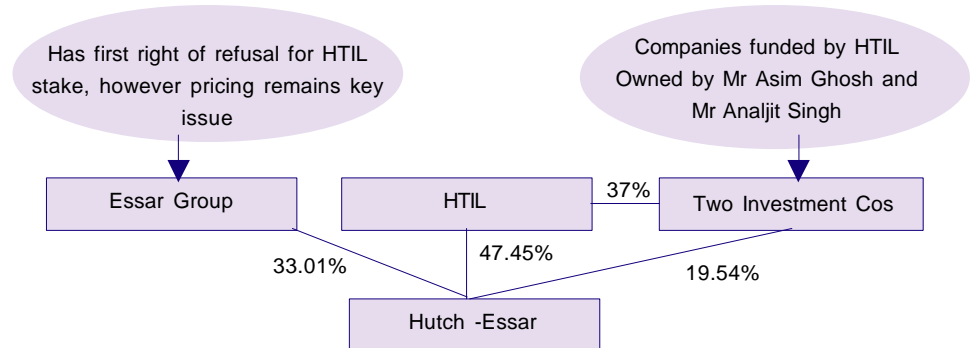 Has first right of refusal for HTIL
stake, however pricing remains key
issue
Companies funded by HTIL
Owned by Mr Asim Ghosh and
Mr Analjit Singh
Essar Group
HTIL
37%
Two Investment Cos
33.01%
47.45%
19.54%
Hutch -Essar